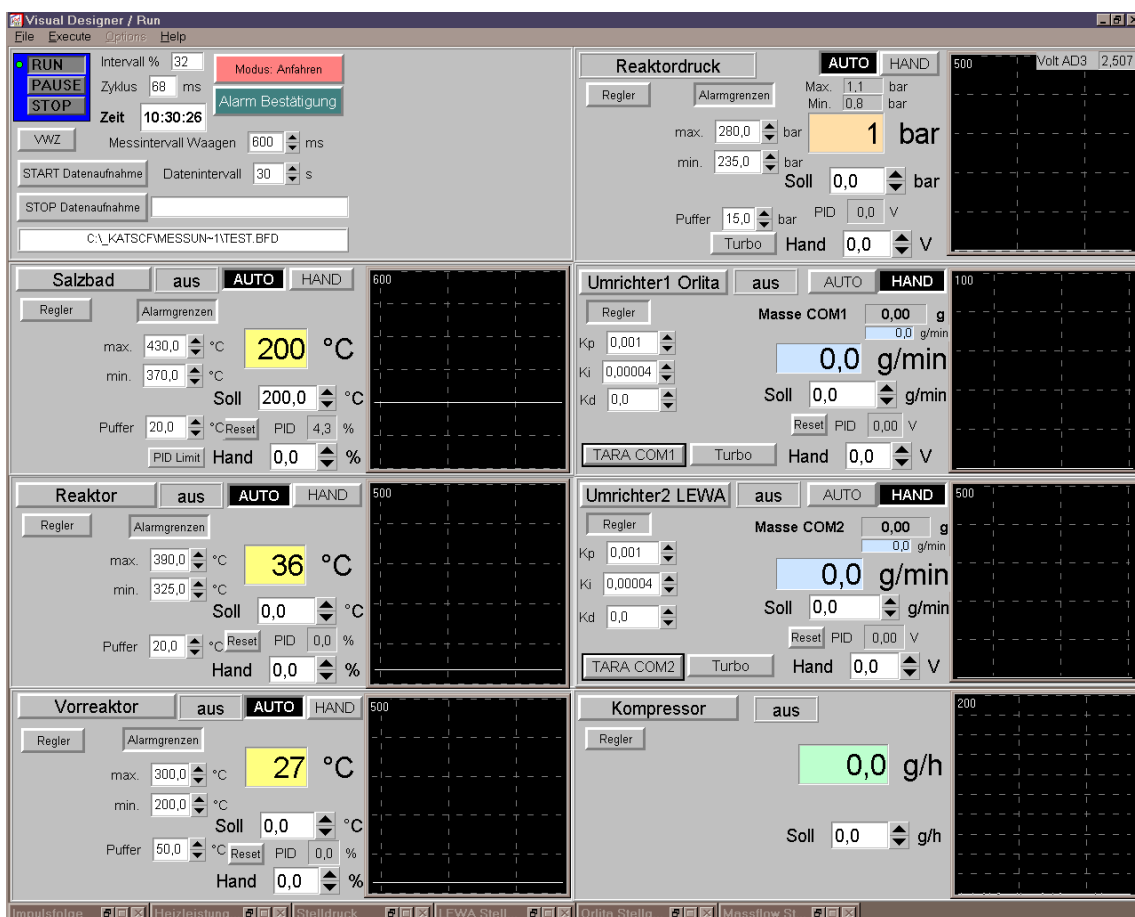 Visual Designer / Run
File Execute Options Help
RUN
PAUSE
STOP
Intervall % 32
Zyklus 68 ms
Zeit 10:30:26
Modus: Anfahren
Alarm Bestätigung
VWZ
Messintervall Waagen 600 ms
START Datenaufnahme
Datenintervall 30 s
STOP Datenaufnahme
C:\_KATSCF\MESSUN~1\TEST.BFD
Reaktordruck
AUTO HAND
Regler
Alarmgrenzen
Max. 1,1 bar
Min. 0,8 bar
max. 280,0 bar
1 bar
min. 235,0 bar
Soll 0,0 bar
Puffer 15,0 bar
PID 0,0 V
Turbo
Hand 0,0 V
500
Volt AD3 2,507
Salzbad aus AUTO HAND
600
Regler
Alarmgrenzen
max. 430,0 °C
200 °C
min. 370,0 °C
Soll 200,0 °C
Puffer 20,0 °C Reset PID 4,3 %
PID Limit Hand 0,0 %
Umrichter1 Orlita aus AUTO HAND
100
Regler
Masse COM1 0,00 g
0,0 g/min
Kp 0,001
0,0 g/min
Ki 0,00004
Kd 0,0
Soll 0,0 g/min
Reset PID 0,00 V
TARA COM1 Turbo Hand 0,0 V
Reaktor aus AUTO HAND
500
Regler
Alarmgrenzen
max. 390,0 °C
36 °C
min. 325,0 °C
Soll 0,0 °C
Puffer 20,0 °C Reset PID 0,0 %
Hand 0,0 %
Umrichter2 LEWA aus AUTO HAND
500
Regler
Masse COM2 0,00 g
0,0 g/min
Kp 0,001
0,0 g/min
Ki 0,00004
Kd 0,0
Soll 0,0 g/min
Reset PID 0,00 V
TARA COM2 Turbo Hand 0,0 V
Vorreaktor aus AUTO HAND
500
Regler
Alarmgrenzen
max. 300,0 °C
27 °C
min. 200,0 °C
Soll 0,0 °C
Puffer 50,0 °C Reset PID 0,0 %
Hand 0,0 %
Kompressor aus
200
Regler
0,0 g/h
Soll 0,0 g/h
Impulsfolge Heizleistung Stelldruck LEWA Stell Orlita Stellg Massflow St